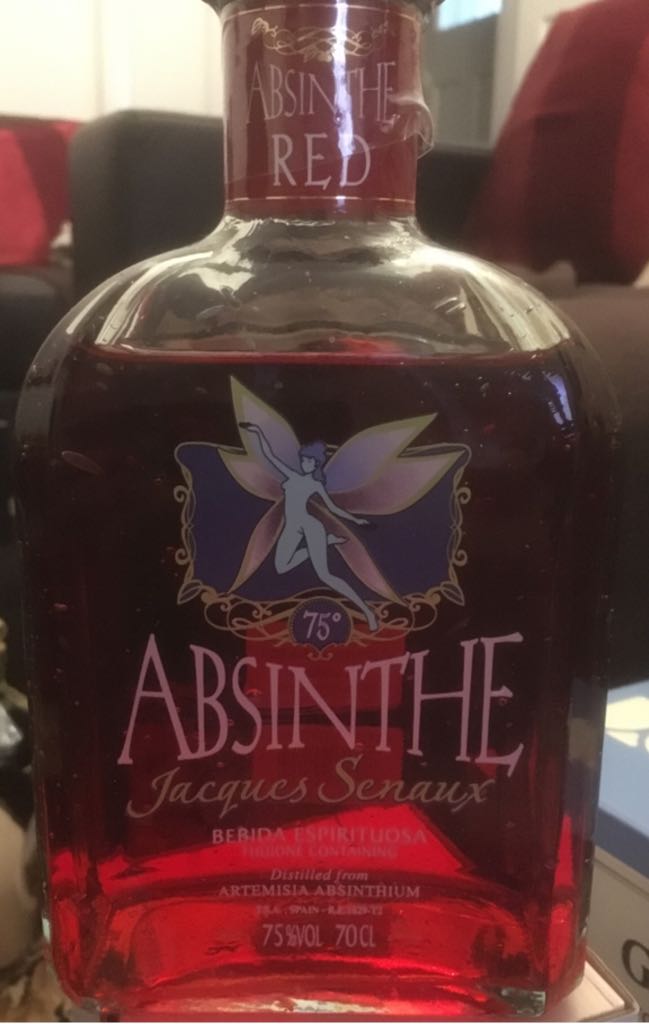 ABSINTHE
RED
75°
ABSINTHE
Jacques Senaux
BEBIDA ESPIRITUOSA
THUJONE CONTAINING
Distilled from
ARTEMISIA ABSINTHIUM
SPAIN
75%VOL 70CL